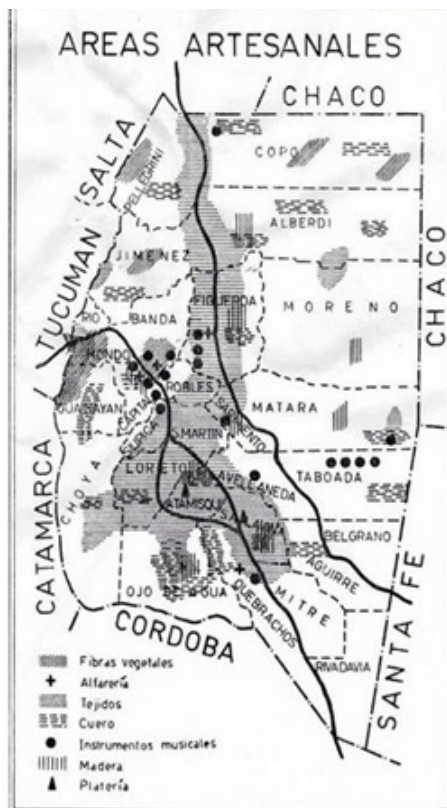 AREAS ARTESANALES
CHACO
SALTA
COPO
PELLEGRINI
ALBERDI
TUCUMAN
JIMENEZ
CHACO
FIGUEROA
MORENO
RIO
HONDO
BANDA
ROBLES
GUASAYAN
CAPITAL
SARMIENTO
MATARA
S.MARTIN
SILIPICA
CATAMARCA
CHOYA
LORETO
AVELLANEDA
TABOADA
ATAMISQUI
SALAVINA
BELGRANO
AGUIRRE
OJO DE AGUA
QUEBRACHOS
MITRE
SANTA FE
CORDOBA
RIVADAVIA
Fibras vegetales
Alfarería
Tejidos
Cuero
Instrumentos musicales
Madera
Platería